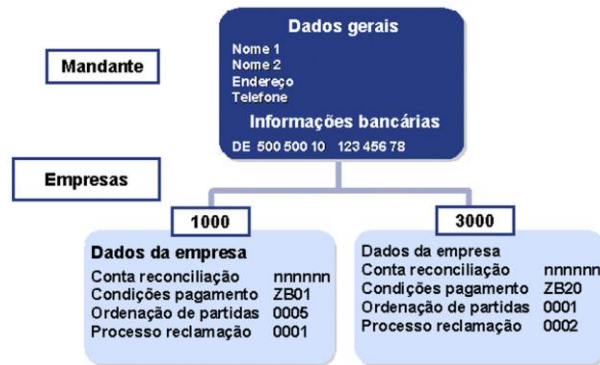 Mandante
Dados gerais
Nome 1
Nome 2
Endereço
Telefone
Informações bancárias
DE 500 500 10 123 456 78
Empresas
1000
Dados da empresa
Conta reconciliação nnnnnn
Condições pagamento ZB01
Ordenação de partidas 0005
Processo reclamação 0001
3000
Dados da empresa
Conta reconciliação nnnnnn
Condições pagamento ZB20
Ordenação de partidas 0001
Processo reclamação 0002